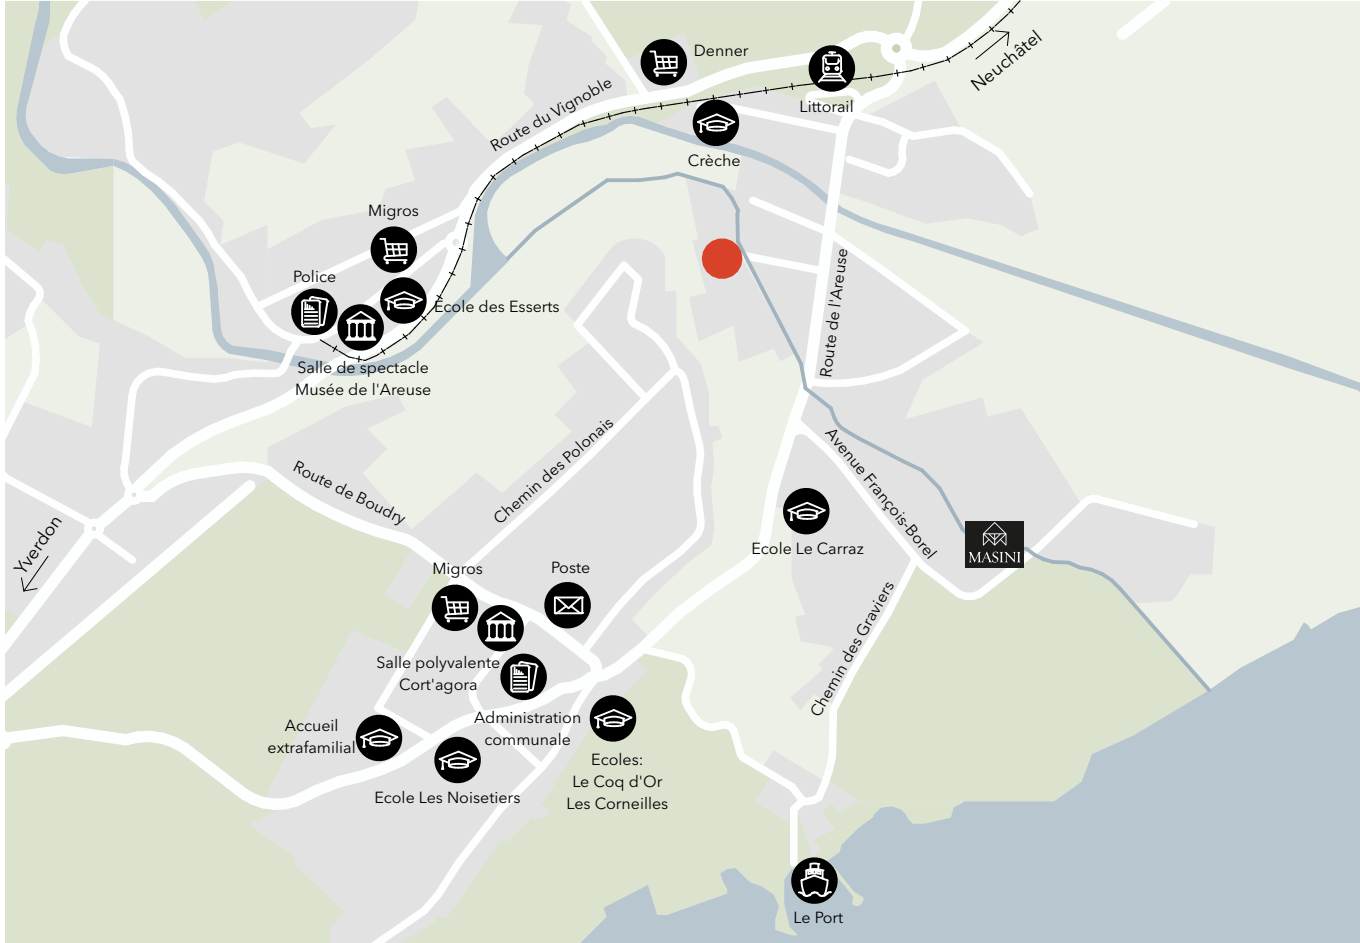 Denner
Neuchâtel
Route du Vignoble
Littorail
Crèche
Migros
Police
Ecole des Esserts
Route de l'Areuse
Salle de spectacle
Musée de l'Areuse
Chemin des Polonais
Avenue François-Borel
Route de Boudry
Yverdon
Ecole Le Carraz
MASINI
Migros
Poste
Chemin des Graviers
Salle polyvalente
Cort'agora
Administration
communale
Accueil
extrafamilial
Ecoles:
Le Coq d'Or
Les Corneilles
Ecole Les Noisetiers
Le Port